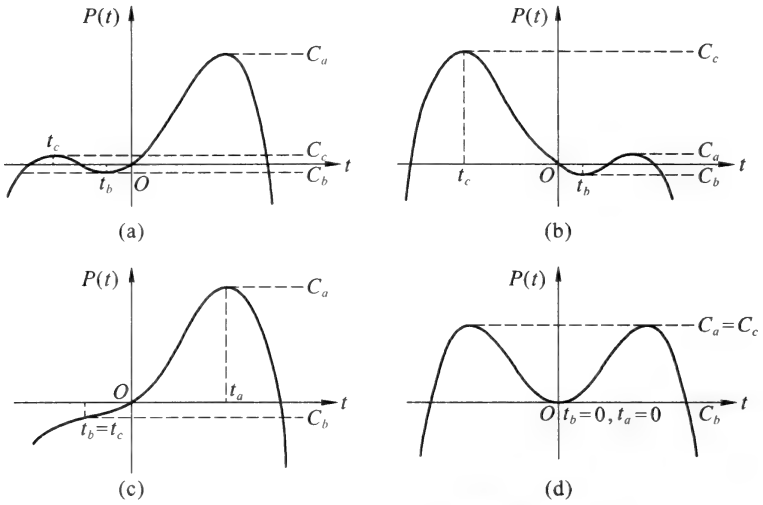 P(t)
C_a
t_c
C_c
t
t_b
O
C_b
(a)
P(t)
C_c
C_a
t
t_c
O
t_b
C_b
(b)
P(t)
C_a
O
t_a
t
t_b=t_c
C_b
(c)
P(t)
C_a=C_c
O t_b=0, t_a=0
C_b
t
(d)